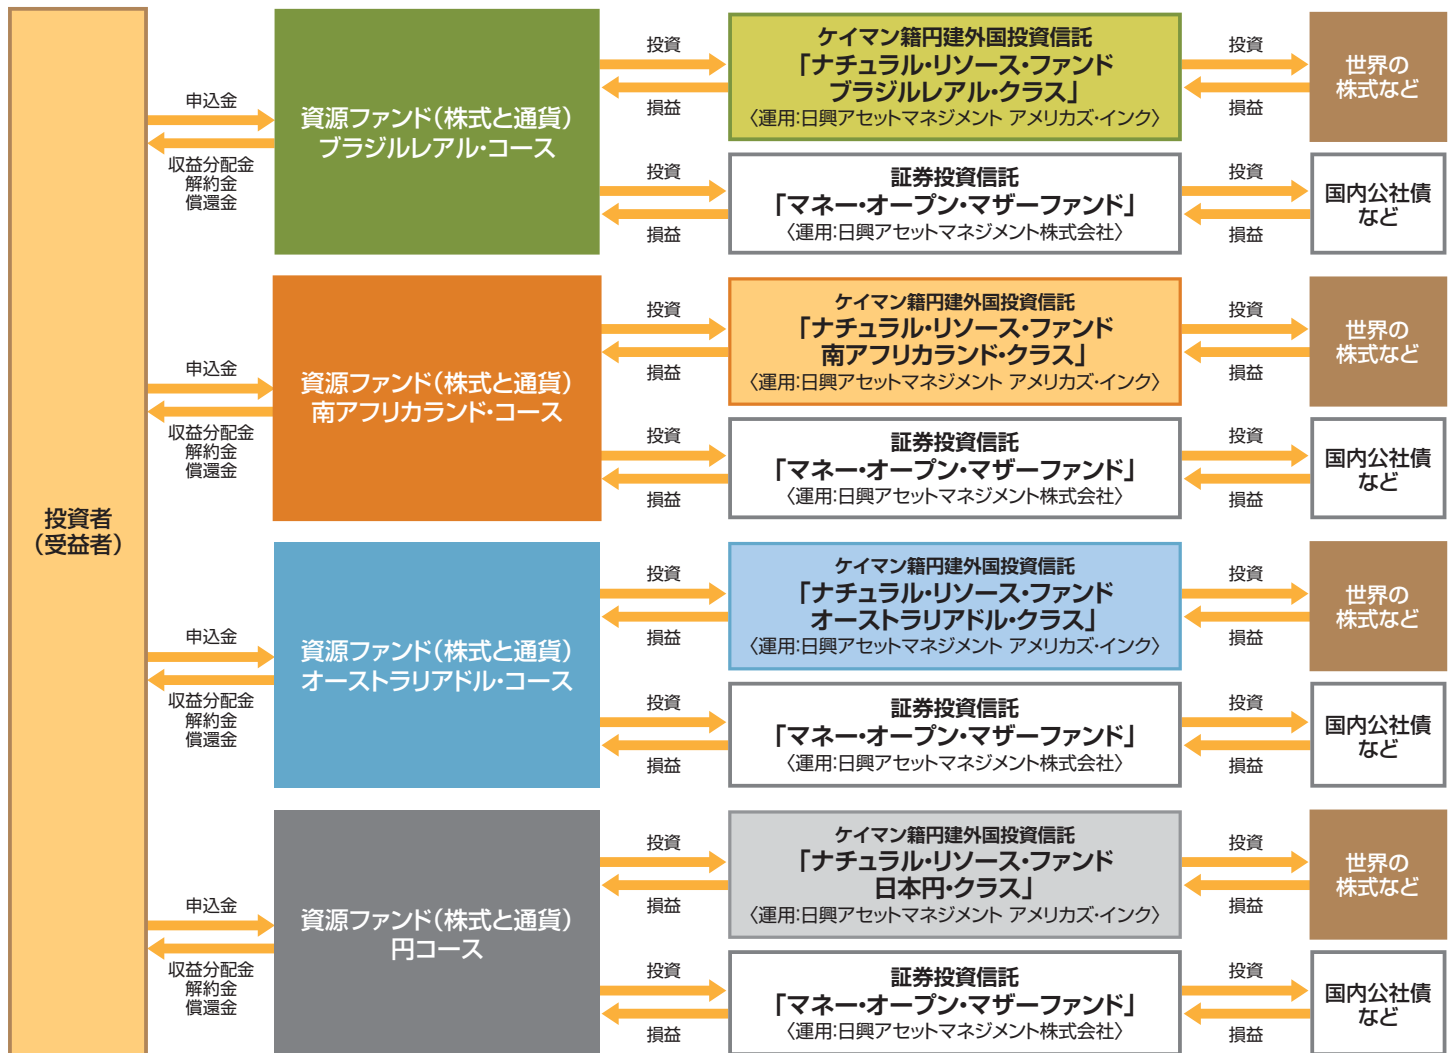 投資者
（受益者）
申込金
収益分配金
解約金
償還金
資源ファンド（株式と通貨）
ブラジルレアル・コース
投資
損益
ケイマン籍円建外国投資信託
「ナチュラル・リソース・ファンド
ブラジルレアル・クラス」
〈運用：日興アセットマネジメント アメリカズ・インク〉
投資
損益
世界の
株式など
投資
損益
証券投資信託
「マネー・オープン・マザーファンド」
〈運用：日興アセットマネジメント株式会社〉
投資
損益
国内公社債
など
申込金
収益分配金
解約金
償還金
資源ファンド（株式と通貨）
南アフリカランド・コース
投資
損益
ケイマン籍円建外国投資信託
「ナチュラル・リソース・ファンド
南アフリカランド・クラス」
〈運用：日興アセットマネジメント アメリカズ・インク〉
投資
損益
世界の
株式など
投資
損益
証券投資信託
「マネー・オープン・マザーファンド」
〈運用：日興アセットマネジメント株式会社〉
投資
損益
国内公社債
など
申込金
収益分配金
解約金
償還金
資源ファンド（株式と通貨）
オーストラリアドル・コース
投資
損益
ケイマン籍円建外国投資信託
「ナチュラル・リソース・ファンド
オーストラリアドル・クラス」
〈運用：日興アセットマネジメント アメリカズ・インク〉
投資
損益
世界の
株式など
投資
損益
証券投資信託
「マネー・オープン・マザーファンド」
〈運用：日興アセットマネジメント株式会社〉
投資
損益
国内公社債
など
申込金
収益分配金
解約金
償還金
資源ファンド（株式と通貨）
円コース
投資
損益
ケイマン籍円建外国投資信託
「ナチュラル・リソース・ファンド
日本円・クラス」
〈運用：日興アセットマネジメント アメリカズ・インク〉
投資
損益
世界の
株式など
投資
損益
証券投資信託
「マネー・オープン・マザーファンド」
〈運用：日興アセットマネジメント株式会社〉
投資
損益
国内公社債
など